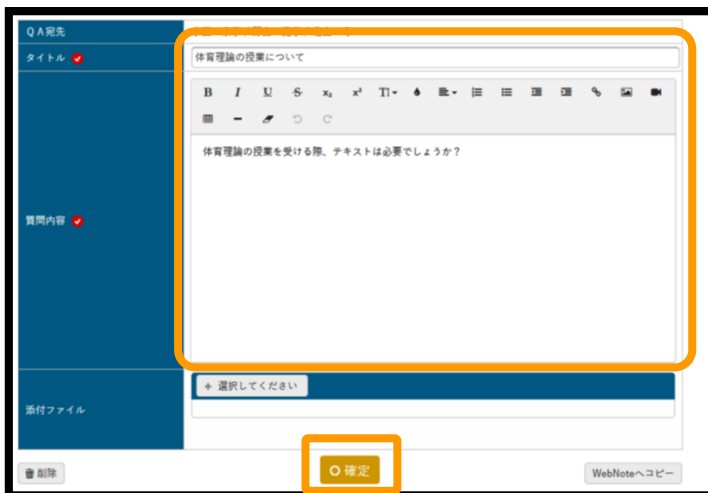 QA宛先
タイトル
体育理論の授業について
B I U S x₂ x² T
体育理論の授業を受ける際、テキストは必要でしょうか？
質問内容
+ 選択してください
添付ファイル
削除
確定
WebNoteへコピー